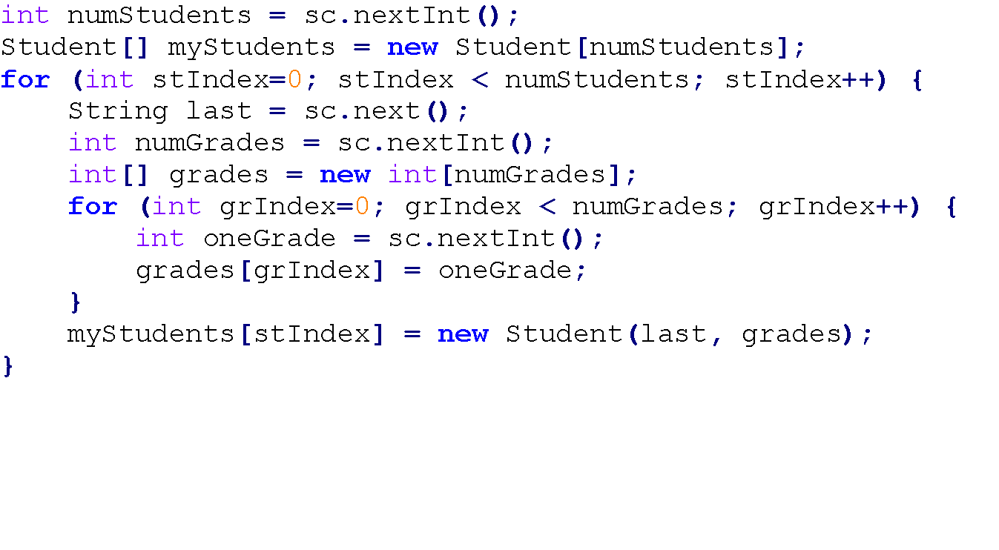 int numStudents = sc.nextInt();
Student[] myStudents = new Student[numStudents];
for (int stIndex=0; stIndex < numStudents; stIndex++) {
    String last = sc.next();
    int numGrades = sc.nextInt();
    int[] grades = new int[numGrades];
    for (int grIndex=0; grIndex < numGrades; grIndex++) {
        int oneGrade = sc.nextInt();
        grades[grIndex] = oneGrade;
    }
    myStudents[stIndex] = new Student(last, grades);
}